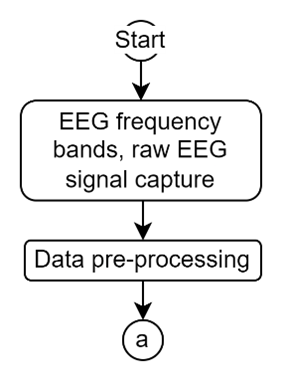 Start
EEG frequency
bands, raw EEG
signal capture
Data pre-processing
a